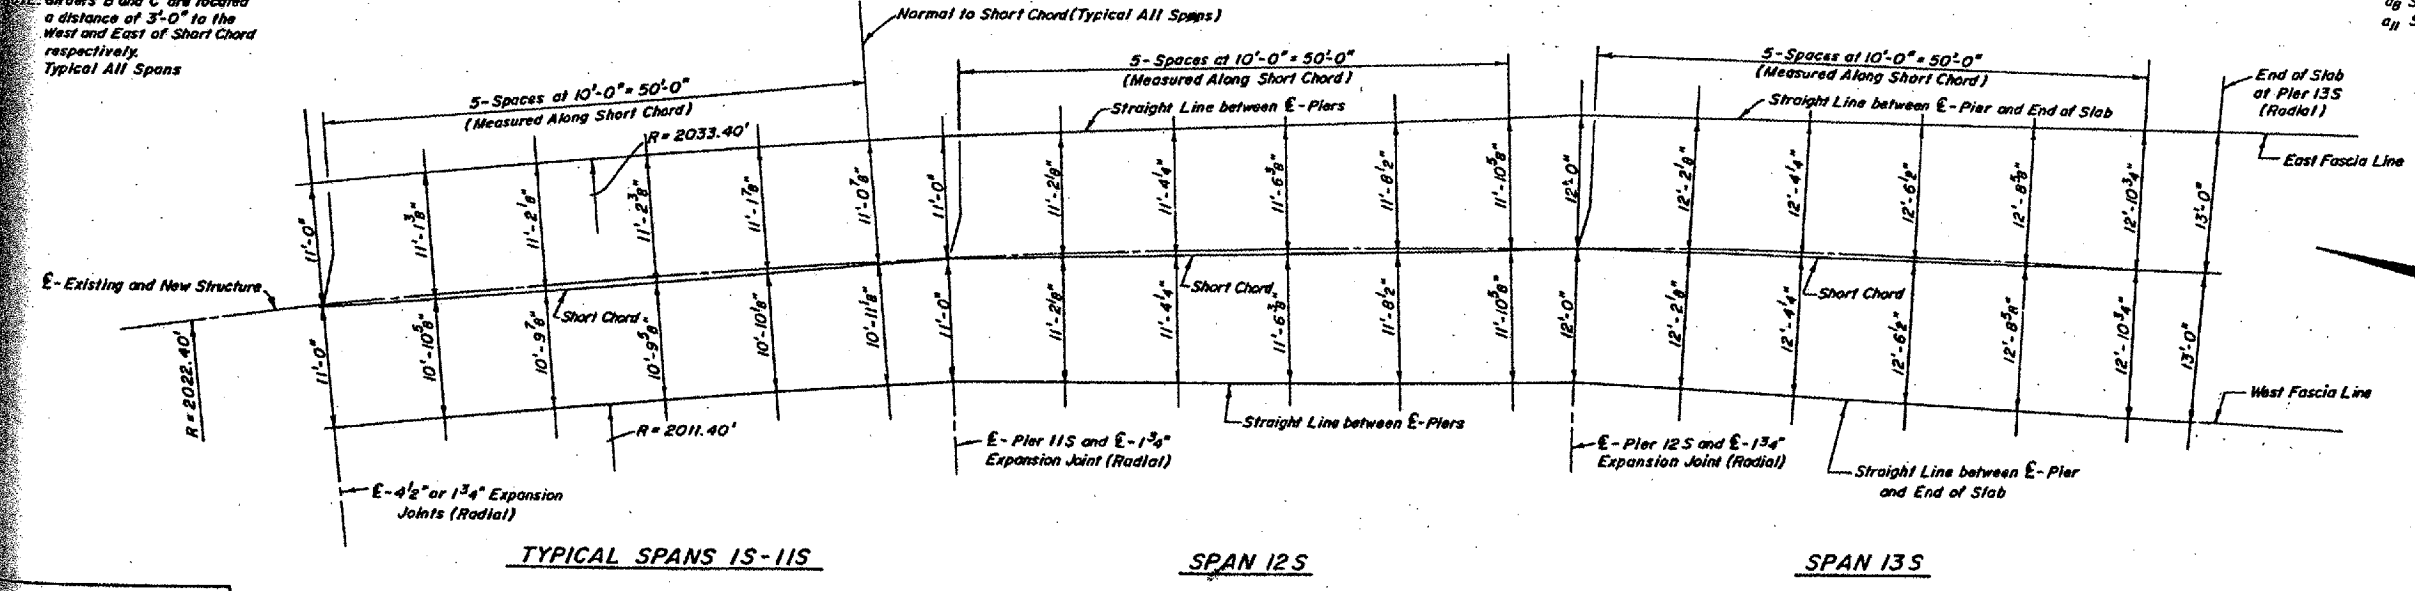 Girders B and C are located
a distance of 3'-0" to the
West and East of Short Chord
respectively.
Typical All Spans
Normal to Short Chord (Typical All Spans)
5-Spaces at 10'-0" = 50'-0"
(Measured Along Short Chord)
5-Spaces at 10'-0" = 50'-0"
(Measured Along Short Chord)
5-Spaces at 10'-0" = 50'-0"
(Measured Along Short Chord)
End of Slab
at Pier 13S
(Radial)
R = 2033.40'
Straight Line between ℄-Piers
Straight Line between ℄-Pier and End of Slab
East Fascia Line
11'-0"
11'-1 3/8"
11'-2 1/8"
11'-2 3/8"
11'-1 7/8"
11'-0 7/8"
11'-0"
11'-2 1/8"
11'-4 1/4"
11'-6 3/8"
11'-8 1/2"
11'-10 5/8"
12'-0"
12'-2 1/8"
12'-4 1/4"
12'-6 1/2"
12'-8 5/8"
12'-10 3/4"
13'-0"
℄-Existing and New Structure
Short Chord
Short Chord
Short Chord
R = 2022.40'
11'-0"
10'-10 5/8"
10'-9 7/8"
10'-9 5/8"
10'-10 1/8"
10'-11 1/8"
11'-0"
11'-2 1/8"
11'-4 1/4"
11'-6 3/8"
11'-8 1/2"
11'-10 5/8"
12'-0"
12'-2 1/8"
12'-4 1/4"
12'-6 1/2"
12'-8 5/8"
12'-10 3/4"
13'-0"
West Fascia Line
R = 2011.40'
Straight Line between ℄-Piers
℄-Pier 11S and ℄-1 3/4"
Expansion Joint (Radial)
℄-Pier 12S and ℄-1 3/4"
Expansion Joint (Radial)
Straight Line between ℄-Pier
and End of Slab
℄-4 1/2" or 1 3/4" Expansion
Joints (Radial)
TYPICAL SPANS 1S-11S
SPAN 12S
SPAN 13S